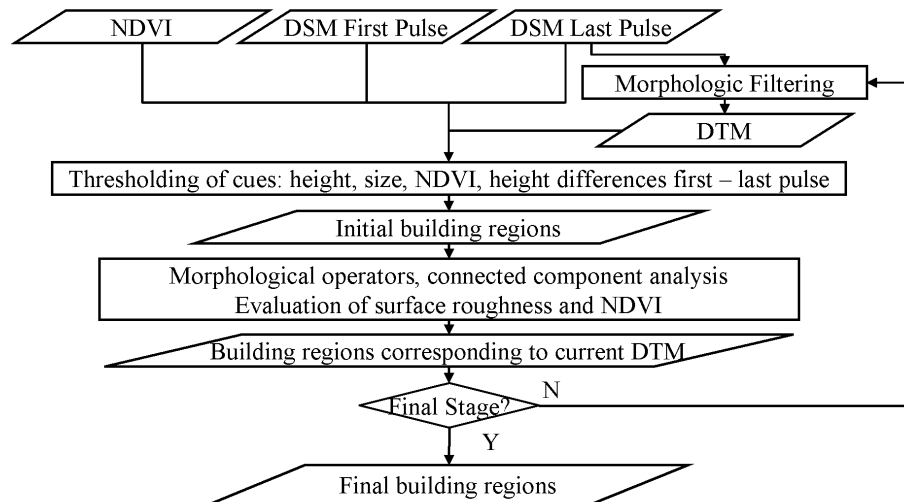 NDVI
DSM First Pulse
DSM Last Pulse
Morphologic Filtering
DTM
Thresholding of cues: height, size, NDVI, height differences first – last pulse
Initial building regions
Morphological operators, connected component analysis
Evaluation of surface roughness and NDVI
Building regions corresponding to current DTM
Final Stage?
N
Y
Final building regions